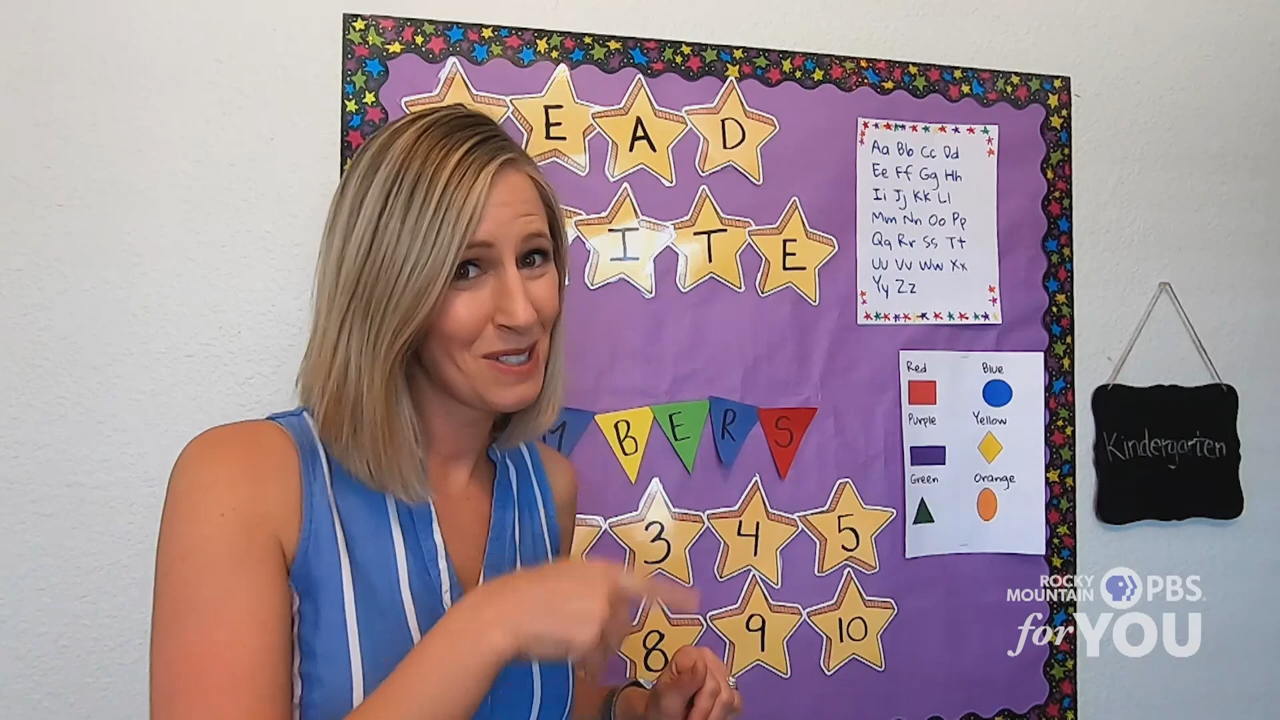 EAD
ITE
Aa Bb Cc Dd
Ee Ff Gg Hh
Ii Jj Kk Ll
Mm Nn Oo Pp
Qq Rr Ss Tt
Uu Vv Ww Xx
Yy Zz
MBERS
Red Blue
Purple Yellow
Green Orange
Kindergarten
3 4 5
8 9 10
ROCKY MOUNTAIN PBS
for YOU